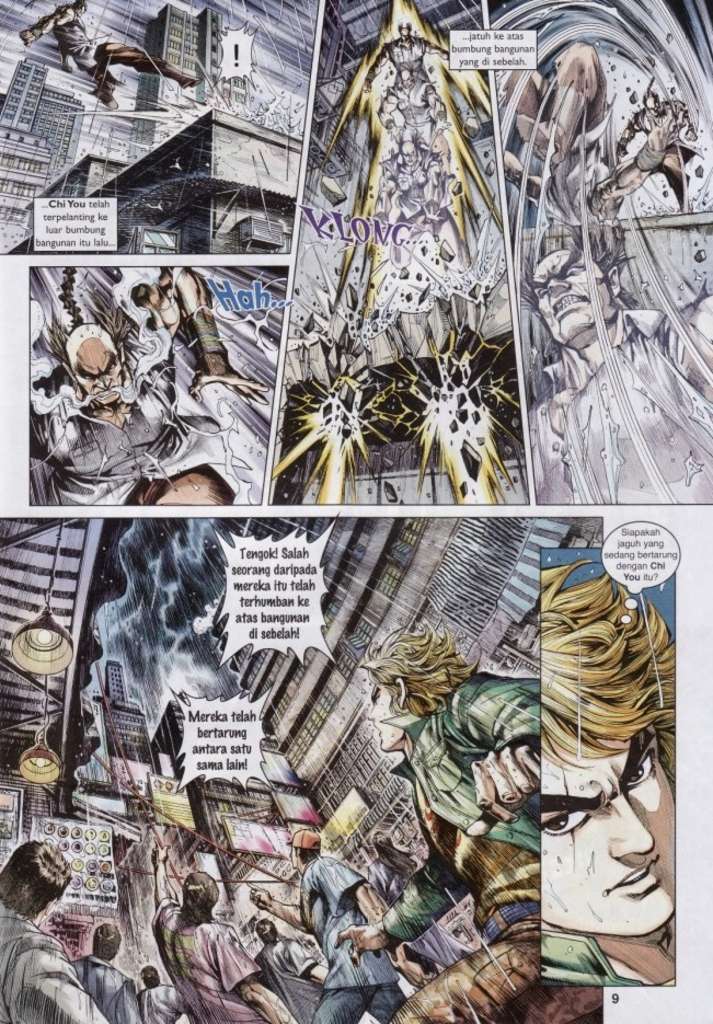 !
...Chi You telah
terpelanting ke
luar bumbung
bangunan itu lalu...
...jatuh ke atas
bumbung bangunan
yang di sebelah.
KLONG
Hah...
Tengok! Salah
seorang daripada
mereka itu telah
terhumban ke
atas bangunan
di sebelah!
Mereka telah
bertarung
antara satu
sama lain!
Siapakah
jaguh yang
sedang bertarung
dengan Chi
You itu?
9